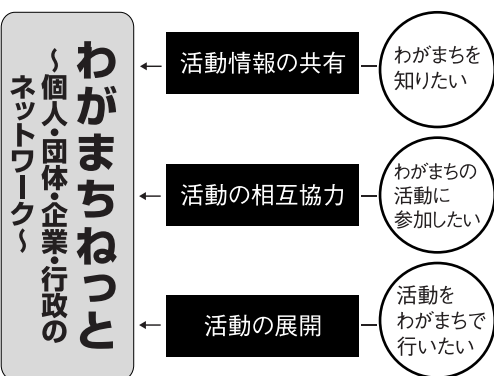 わがまちねっと
～個人・団体・企業・行政の
ネットワーク～
活動情報の共有
わがまちを
知りたい
活動の相互協力
わがまちの
活動に
参加したい
活動の展開
活動を
わがまちで
行いたい